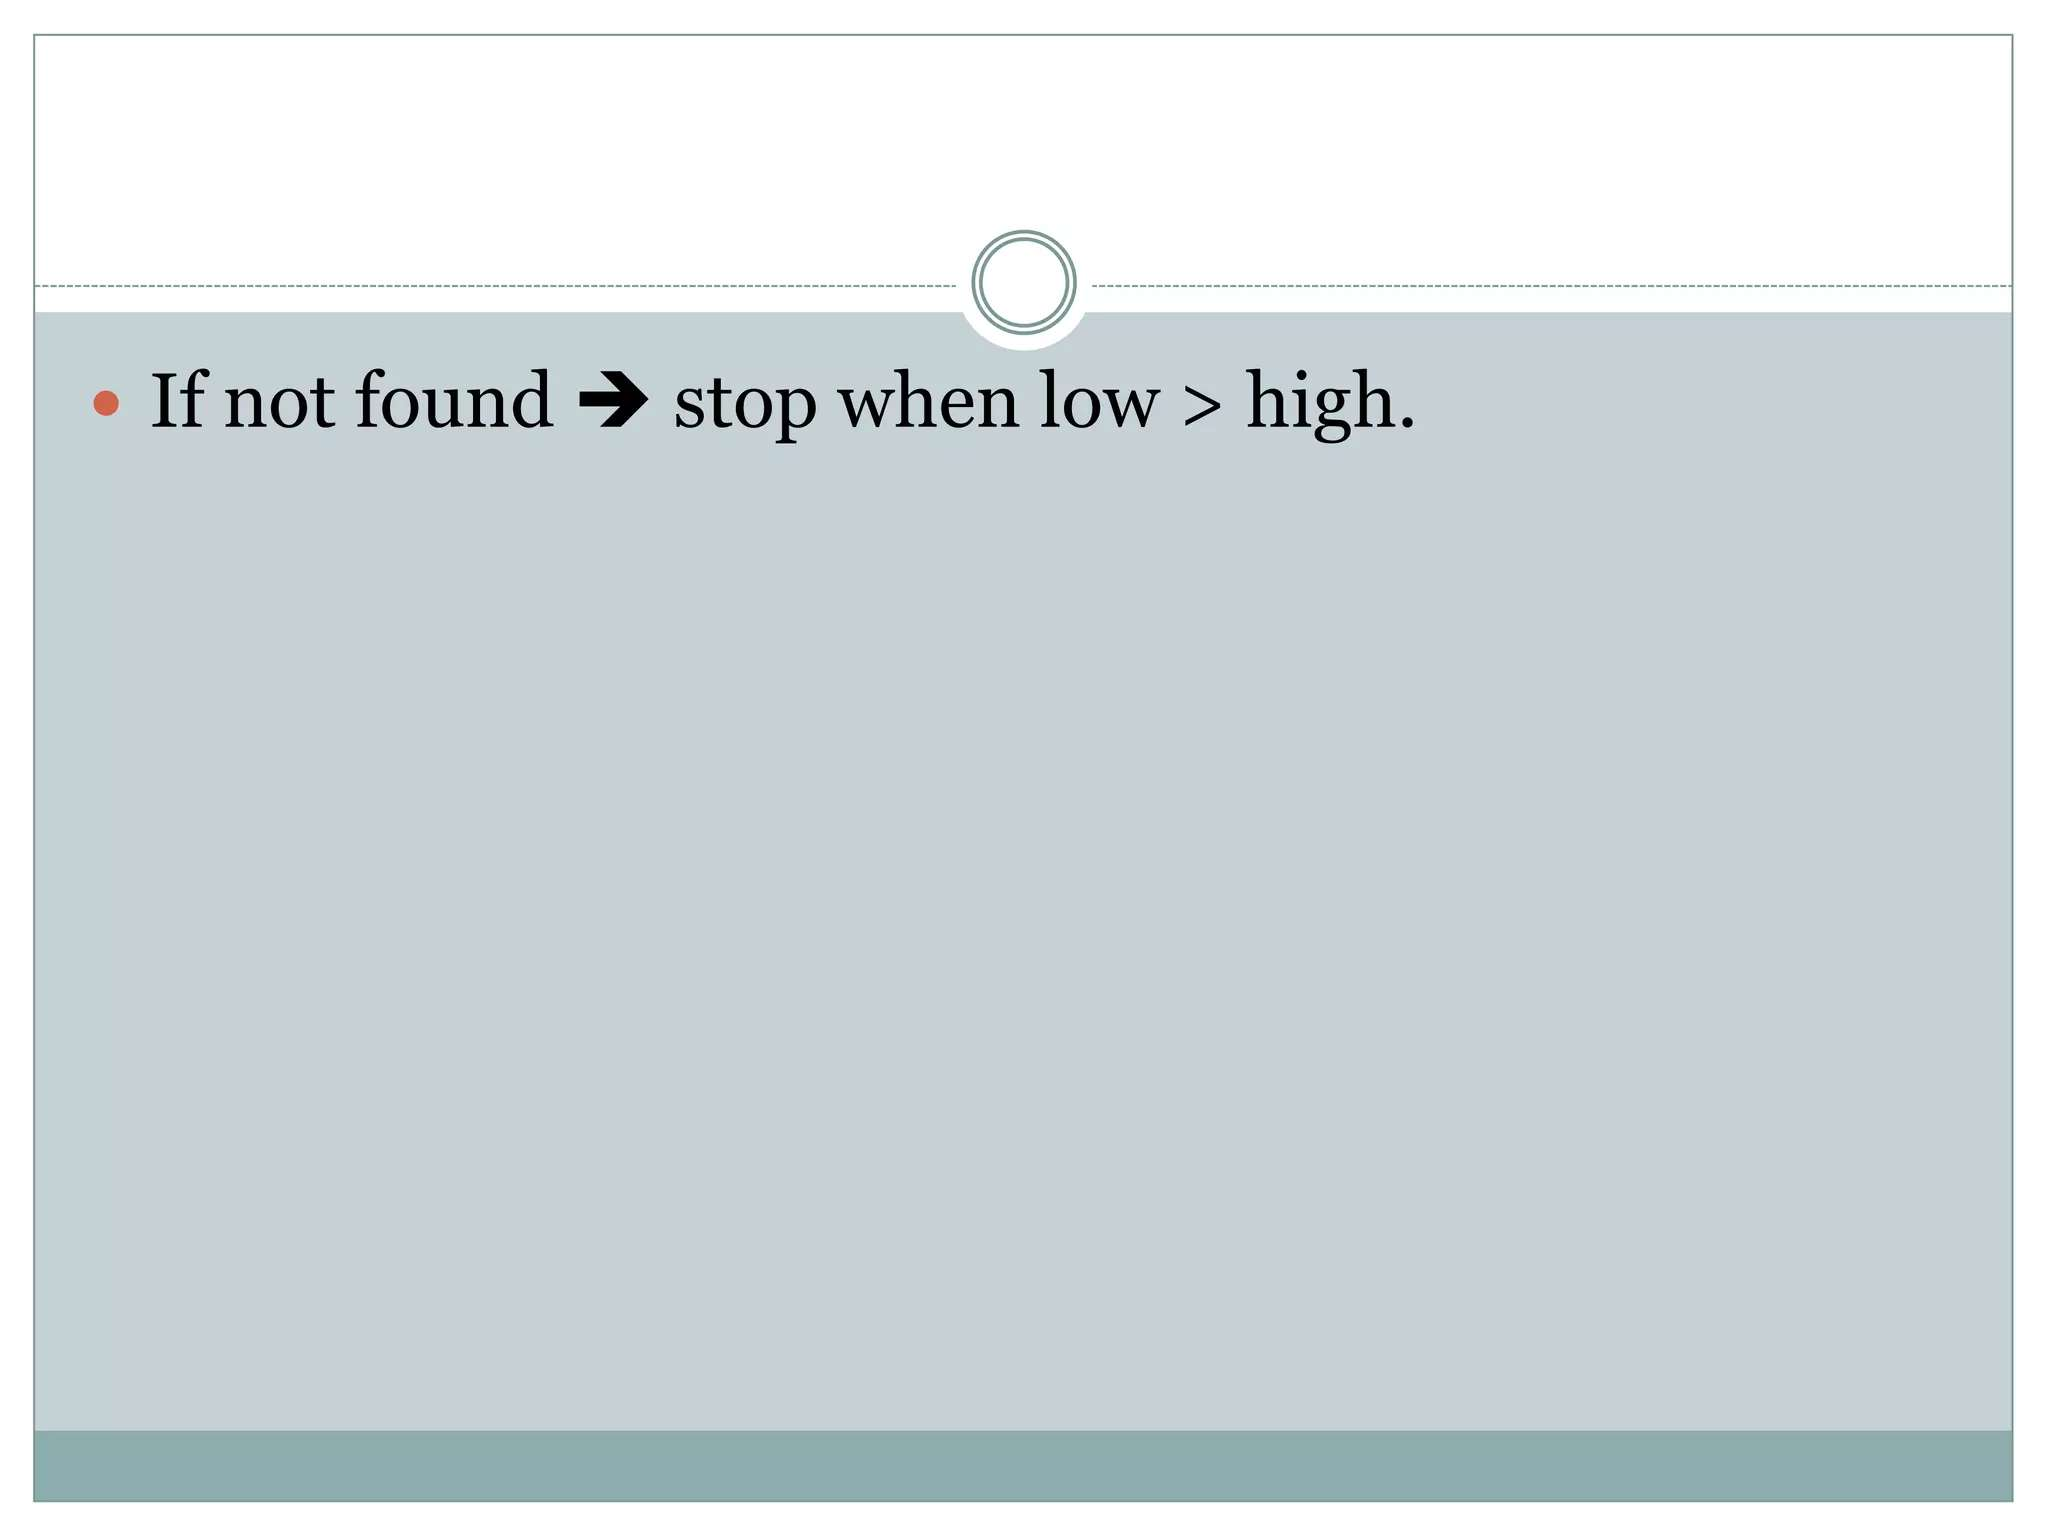 • If not found 🡺 stop when low > high.